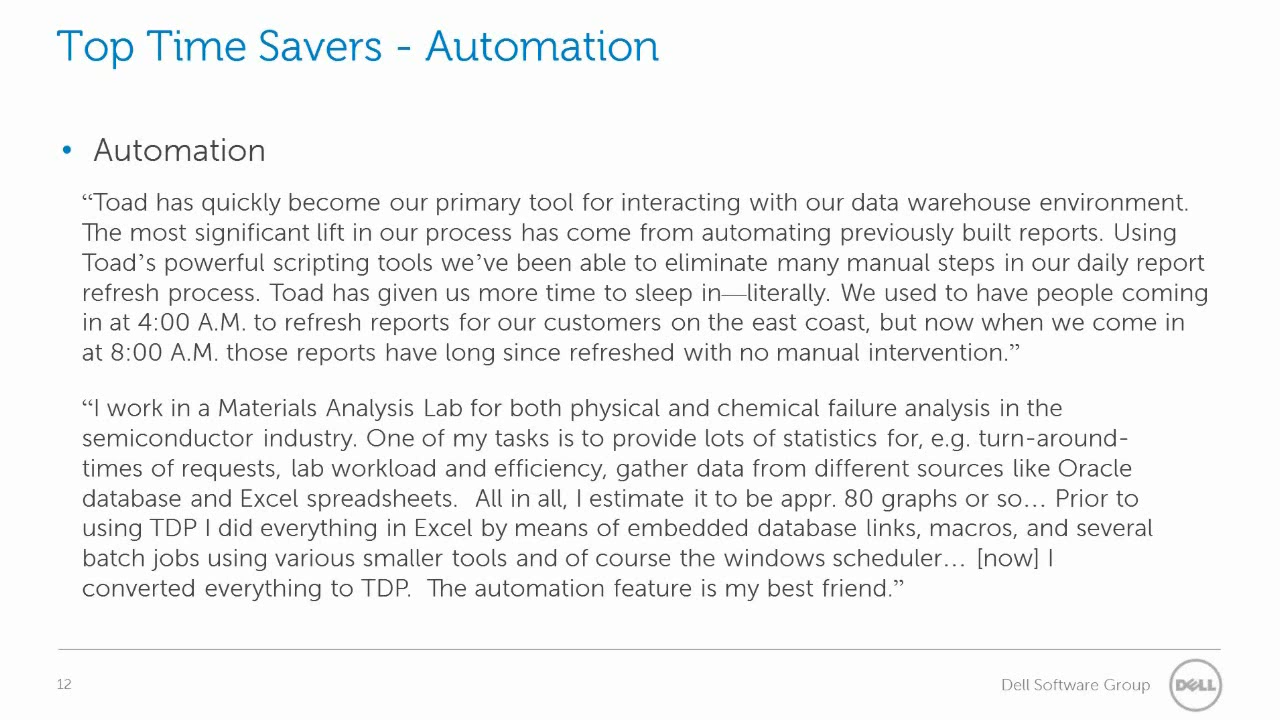 Top Time Savers - Automation
• Automation
“Toad has quickly become our primary tool for interacting with our data warehouse environment.
The most significant lift in our process has come from automating previously built reports. Using
Toad’s powerful scripting tools we’ve been able to eliminate many manual steps in our daily report
refresh process. Toad has given us more time to sleep in—literally. We used to have people coming
in at 4:00 A.M. to refresh reports for our customers on the east coast, but now when we come in
at 8:00 A.M. those reports have long since refreshed with no manual intervention.”
“I work in a Materials Analysis Lab for both physical and chemical failure analysis in the
semiconductor industry. One of my tasks is to provide lots of statistics for, e.g. turn-around-
times of requests, lab workload and efficiency, gather data from different sources like Oracle
database and Excel spreadsheets.  All in all, I estimate it to be appr. 80 graphs or so… Prior to
using TDP I did everything in Excel by means of embedded database links, macros, and several
batch jobs using various smaller tools and of course the windows scheduler… [now] I
converted everything to TDP.  The automation feature is my best friend.”
12
Dell Software Group
DELL